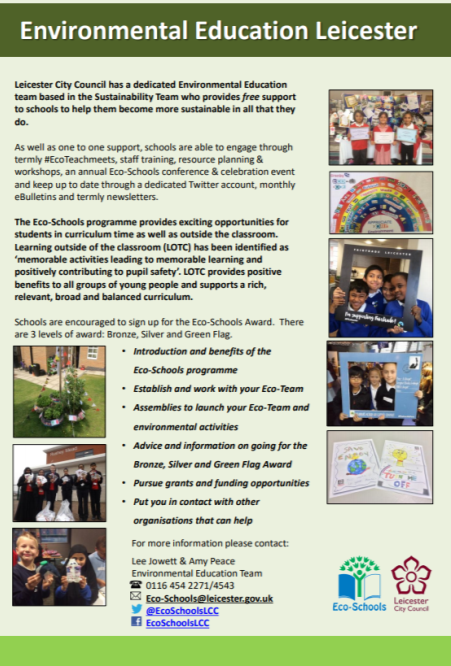 Environmental Education Leicester
Leicester City Council has a dedicated Environmental Education
team based in the Sustainability Team who provides free support
to schools to help them become more sustainable in all that they
do.
As well as one to one support, schools are able to engage through
termly #EcoTeachmeets, staff training, resource planning &
workshops, an annual Eco-Schools conference & celebration event
and keep up to date through a dedicated Twitter account, monthly
eBulletins and termly newsletters.
The Eco-Schools programme provides exciting opportunities for
students in curriculum time as well as outside the classroom.
Learning outside of the classroom (LOTC) has been identified as
‘memorable activities leading to memorable learning and
positively contributing to pupil safety’. LOTC provides positive
benefits to all groups of young people and supports a rich,
relevant, broad and balanced curriculum.
Schools are encouraged to sign up for the Eco-Schools Award. There
are 3 levels of award: Bronze, Silver and Green Flag.
• Introduction and benefits of the
Eco-Schools programme
• Establish and work with your Eco-Team
• Assemblies to launch your Eco-Team and
environmental activities
• Advice and information on going for the
Bronze, Silver and Green Flag Award
• Pursue grants and funding opportunities
• Put you in contact with other
organisations that can help
For more information please contact:
Lee Jowett & Amy Peace
Environmental Education Team
0116 454 2271/4543
Eco-Schools@leicester.gov.uk
@EcoSchoolsLCC
EcoSchoolsLCC
Eco-Schools
Leicester
City Council